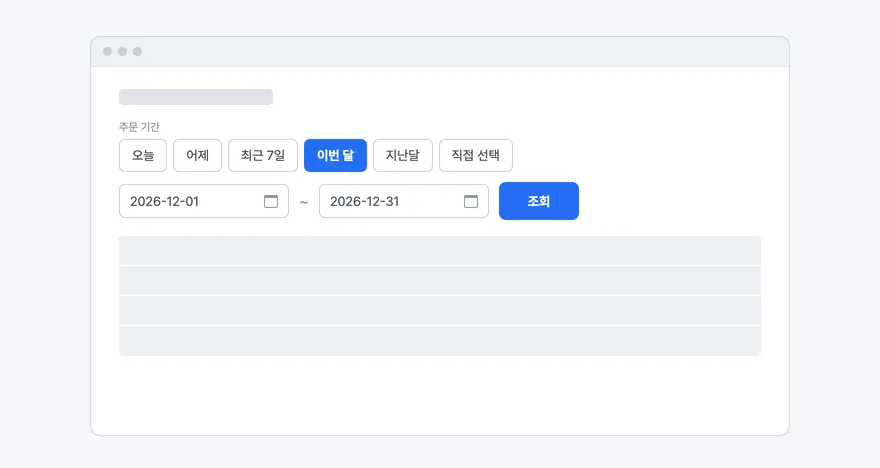 주문 기간
오늘 어제 최근 7일 이번 달 지난달 직접 선택
2026-12-01 ~ 2026-12-31 조회